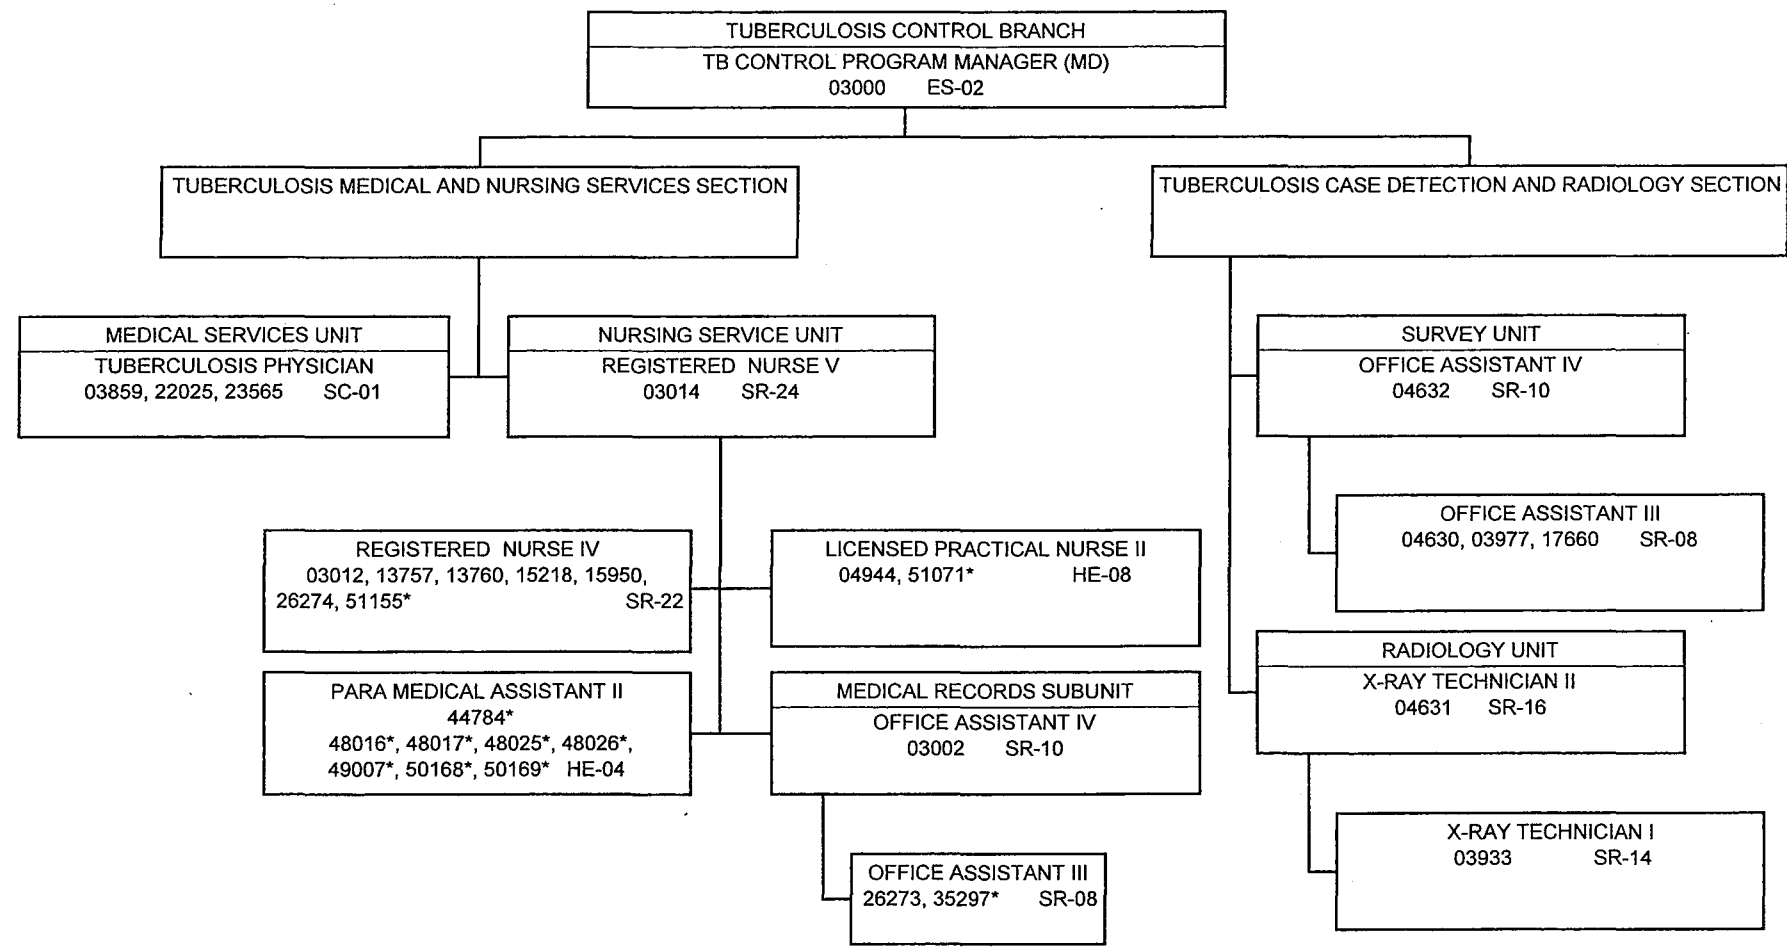 TUBERCULOSIS CONTROL BRANCH
TB CONTROL PROGRAM MANAGER (MD)
03000 ES-02
TUBERCULOSIS MEDICAL AND NURSING SERVICES SECTION
TUBERCULOSIS CASE DETECTION AND RADIOLOGY SECTION
MEDICAL SERVICES UNIT
TUBERCULOSIS PHYSICIAN
03859, 22025, 23565 SC-01
NURSING SERVICE UNIT
REGISTERED NURSE V
03014 SR-24
SURVEY UNIT
OFFICE ASSISTANT IV
04632 SR-10
OFFICE ASSISTANT III
04630, 03977, 17660 SR-08
REGISTERED NURSE IV
03012, 13757, 13760, 15218, 15950,
26274, 51155* SR-22
LICENSED PRACTICAL NURSE II
04944, 51071* HE-08
PARA MEDICAL ASSISTANT II
44784*
48016*, 48017*, 48025*, 48026*,
49007*, 50168*, 50169* HE-04
MEDICAL RECORDS SUBUNIT
OFFICE ASSISTANT IV
03002 SR-10
OFFICE ASSISTANT III
26273, 35297* SR-08
RADIOLOGY UNIT
X-RAY TECHNICIAN II
04631 SR-16
X-RAY TECHNICIAN I
03933 SR-14